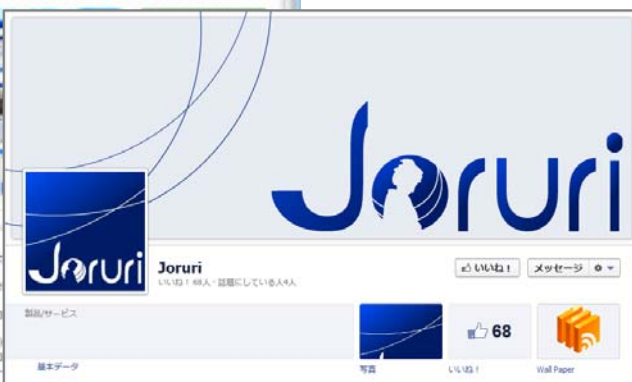 Joruri
Joruri
Joruri
いいね！ 68人・話題にしている人4人
いいね！
メッセージ
製品/サービス
68
基本データ
写真
いいね！
Wall Paper